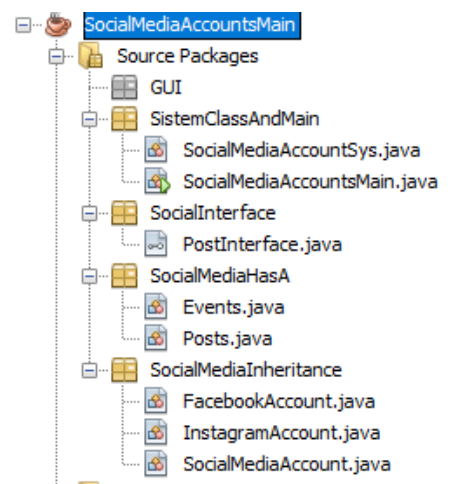 SocialMediaAccountsMain
Source Packages
GUI
SistemClassAndMain
SocialMediaAccountSys.java
SocialMediaAccountsMain.java
SocialInterface
PostInterface.java
SocialMediaHasA
Events.java
Posts.java
SocialMediaInheritance
FacebookAccount.java
InstagramAccount.java
SocialMediaAccount.java